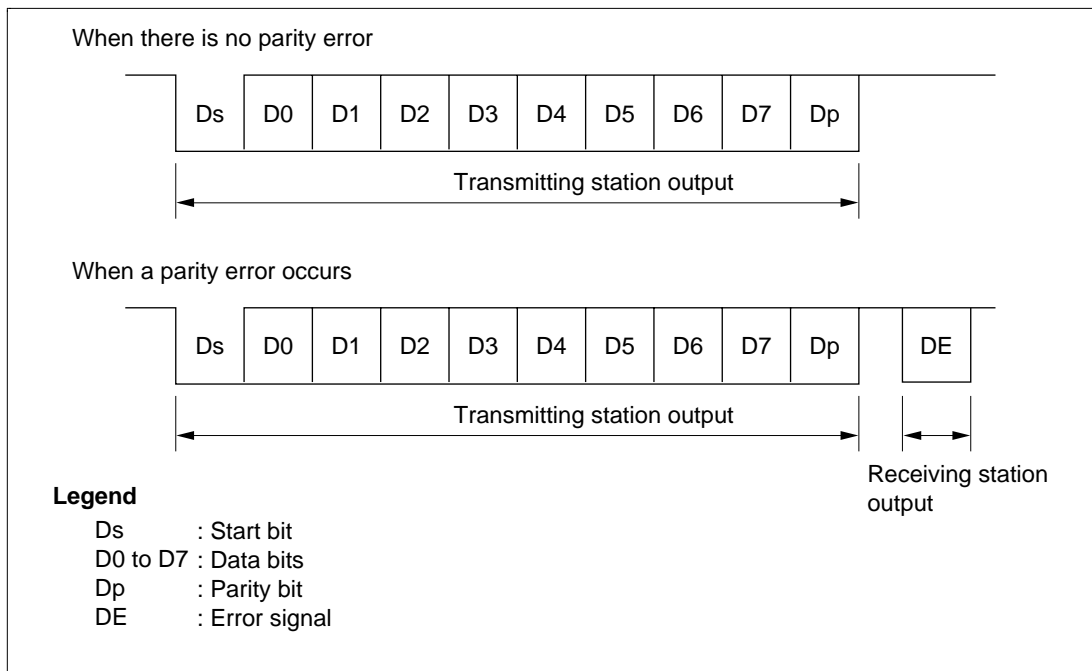 When there is no parity error
Ds D0 D1 D2 D3 D4 D5 D6 D7 Dp
Transmitting station output
When a parity error occurs
Ds D0 D1 D2 D3 D4 D5 D6 D7 Dp DE
Transmitting station output
Receiving station
output
Legend
Ds : Start bit
D0 to D7 : Data bits
Dp : Parity bit
DE : Error signal